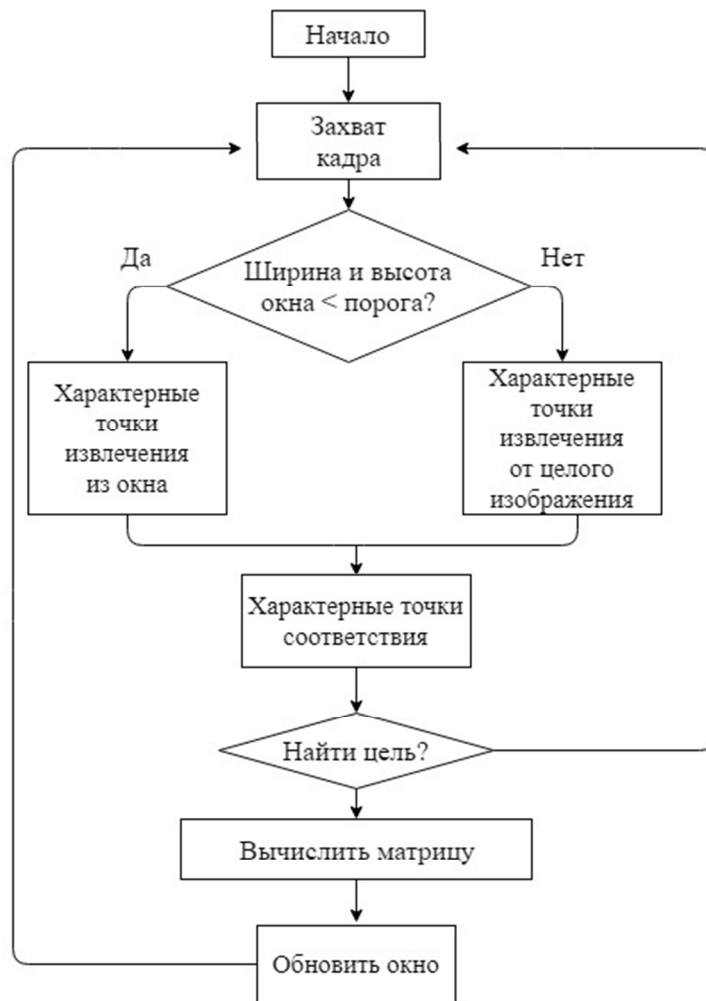 Начало
Захват
кадра
Да
Нет
Ширина и высота
окна < порога?
Характерные
точки
извлечения
из окна
Характерные
точки
извлечения
от целого
изображения
Характерные точки
соответствия
Найти цель?
Вычислить матрицу
Обновить окно